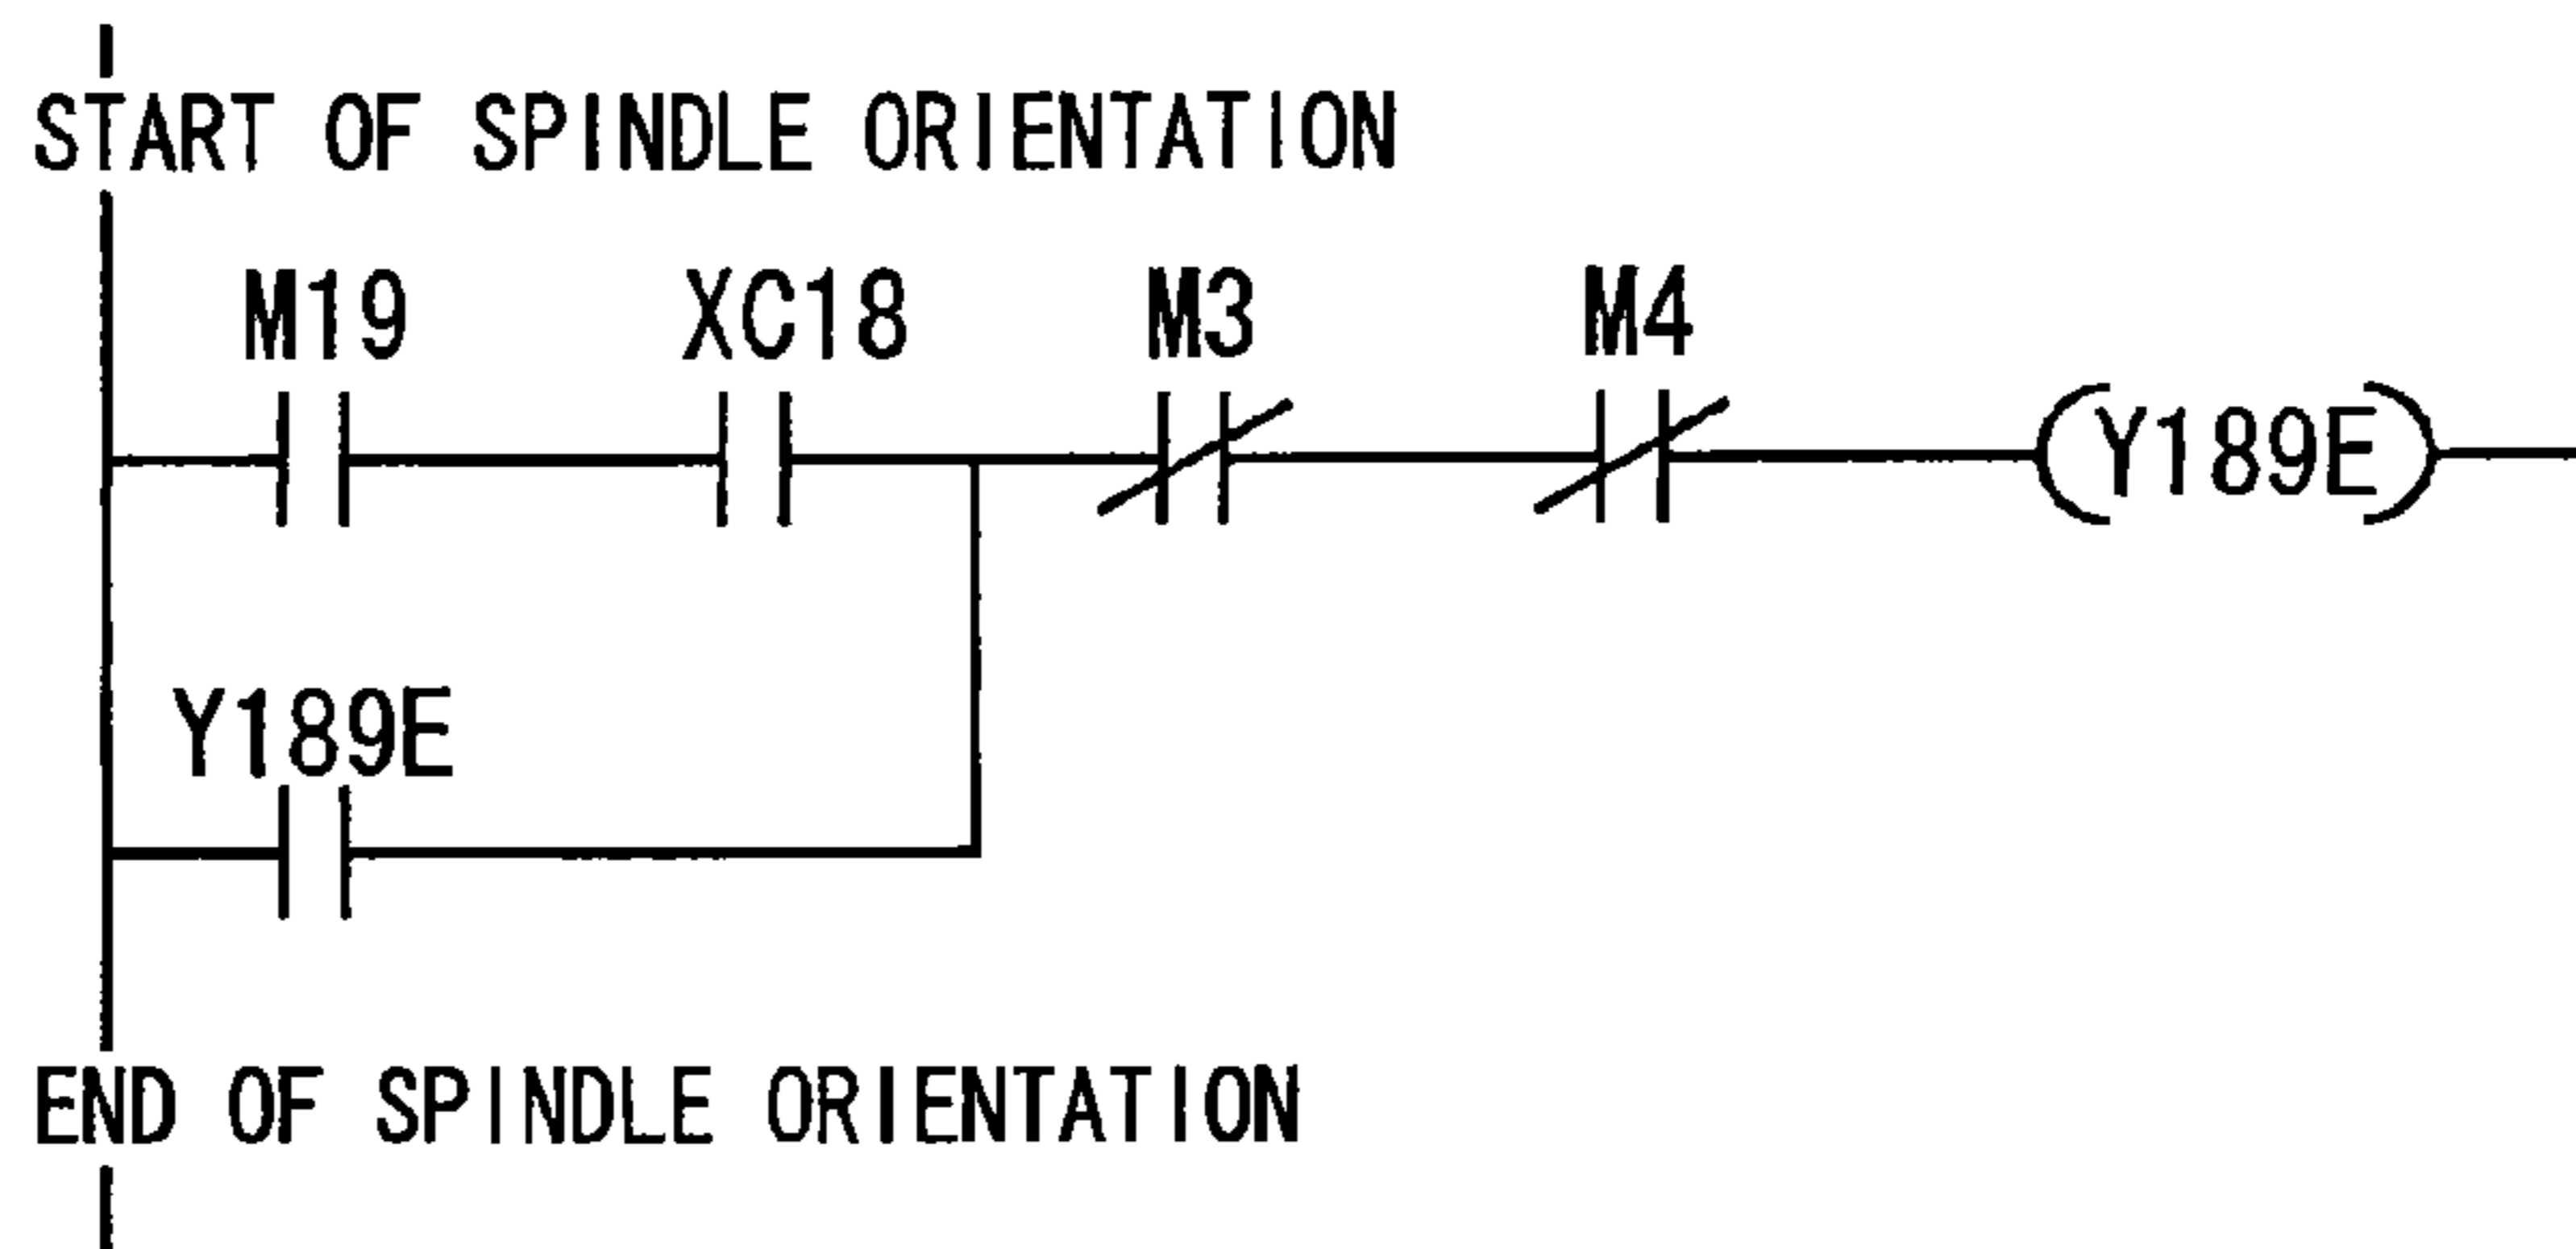 START OF SPINDLE ORIENTATION
M19 XC18 M3 M4
Y189E
Y189E
END OF SPINDLE ORIENTATION